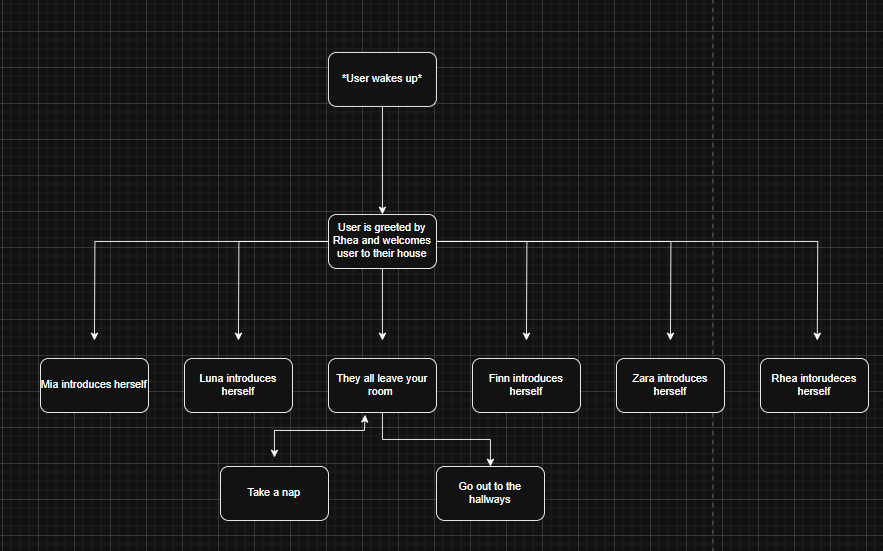 *User wakes up*
User is greeted by
Rhea and welcomes
user to their house
Mia introduces herself
Luna introduces
herself
They all leave your
room
Finn introduces
herself
Zara introduces
herself
Rhea intorudeces
herself
Take a nap
Go out to the
hallways